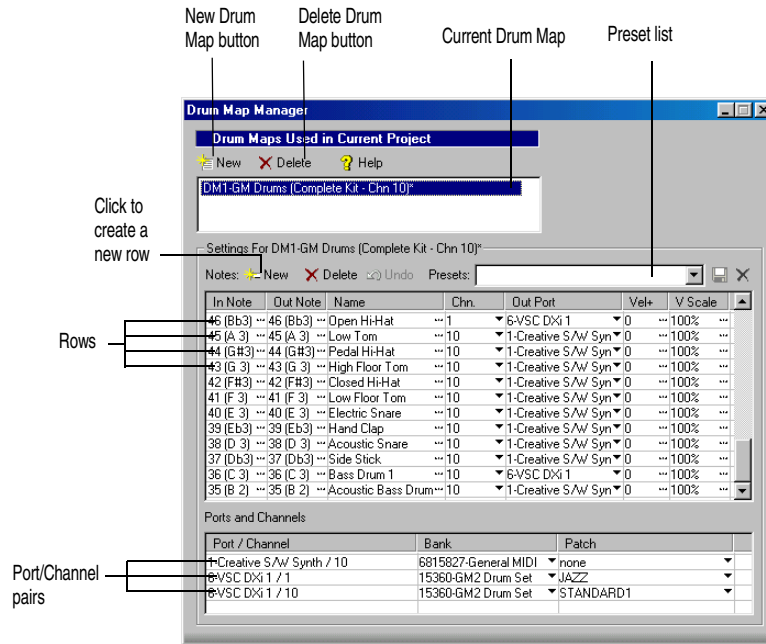 New Drum
Map button
Delete Drum
Map button
Current Drum Map
Preset list
Drum Map Manager
Drum Maps Used in Current Project
New Delete Help
DM1-GM Drums (Complete Kit - Chn 10)*
Click to
create a
new row
Settings For DM1-GM Drums (Complete Kit - Chn 10)*
Notes: New Delete Undo Presets:
In Note Out Note Name Chn. Out Port Vel+ V Scale
Rows
46 (Bb3) 46 (Bb3) Open Hi-Hat 1 6-VSC DXi 1 0 100%
45 (A 3) 45 (A 3) Low Tom 10 1-Creative S/W Syn 0 100%
44 (G#3) 44 (G#3) Pedal Hi-Hat 10 1-Creative S/W Syn 0 100%
43 (G 3) 43 (G 3) High Floor Tom 10 1-Creative S/W Syn 0 100%
42 (F#3) 42 (F#3) Closed Hi-Hat 10 1-Creative S/W Syn 0 100%
41 (F 3) 41 (F 3) Low Floor Tom 10 1-Creative S/W Syn 0 100%
40 (E 3) 40 (E 3) Electric Snare 10 1-Creative S/W Syn 0 100%
39 (Eb3) 39 (Eb3) Hand Clap 10 1-Creative S/W Syn 0 100%
38 (D 3) 38 (D 3) Acoustic Snare 10 1-Creative S/W Syn 0 100%
37 (Db3) 37 (Db3) Side Stick 10 1-Creative S/W Syn 0 100%
36 (C 3) 36 (C 3) Bass Drum 1 10 6-VSC DXi 1 0 100%
35 (B 2) 35 (B 2) Acoustic Bass Drum 10 1-Creative S/W Syn 0 100%
Ports and Channels
Port / Channel Bank Patch
Port/Channel
pairs
1-Creative S/W Synth / 10 6815827-General MIDI none
6-VSC DXi 1 / 1 15360-GM2 Drum Set JAZZ
6-VSC DXi 1 / 10 15360-GM2 Drum Set STANDARD1